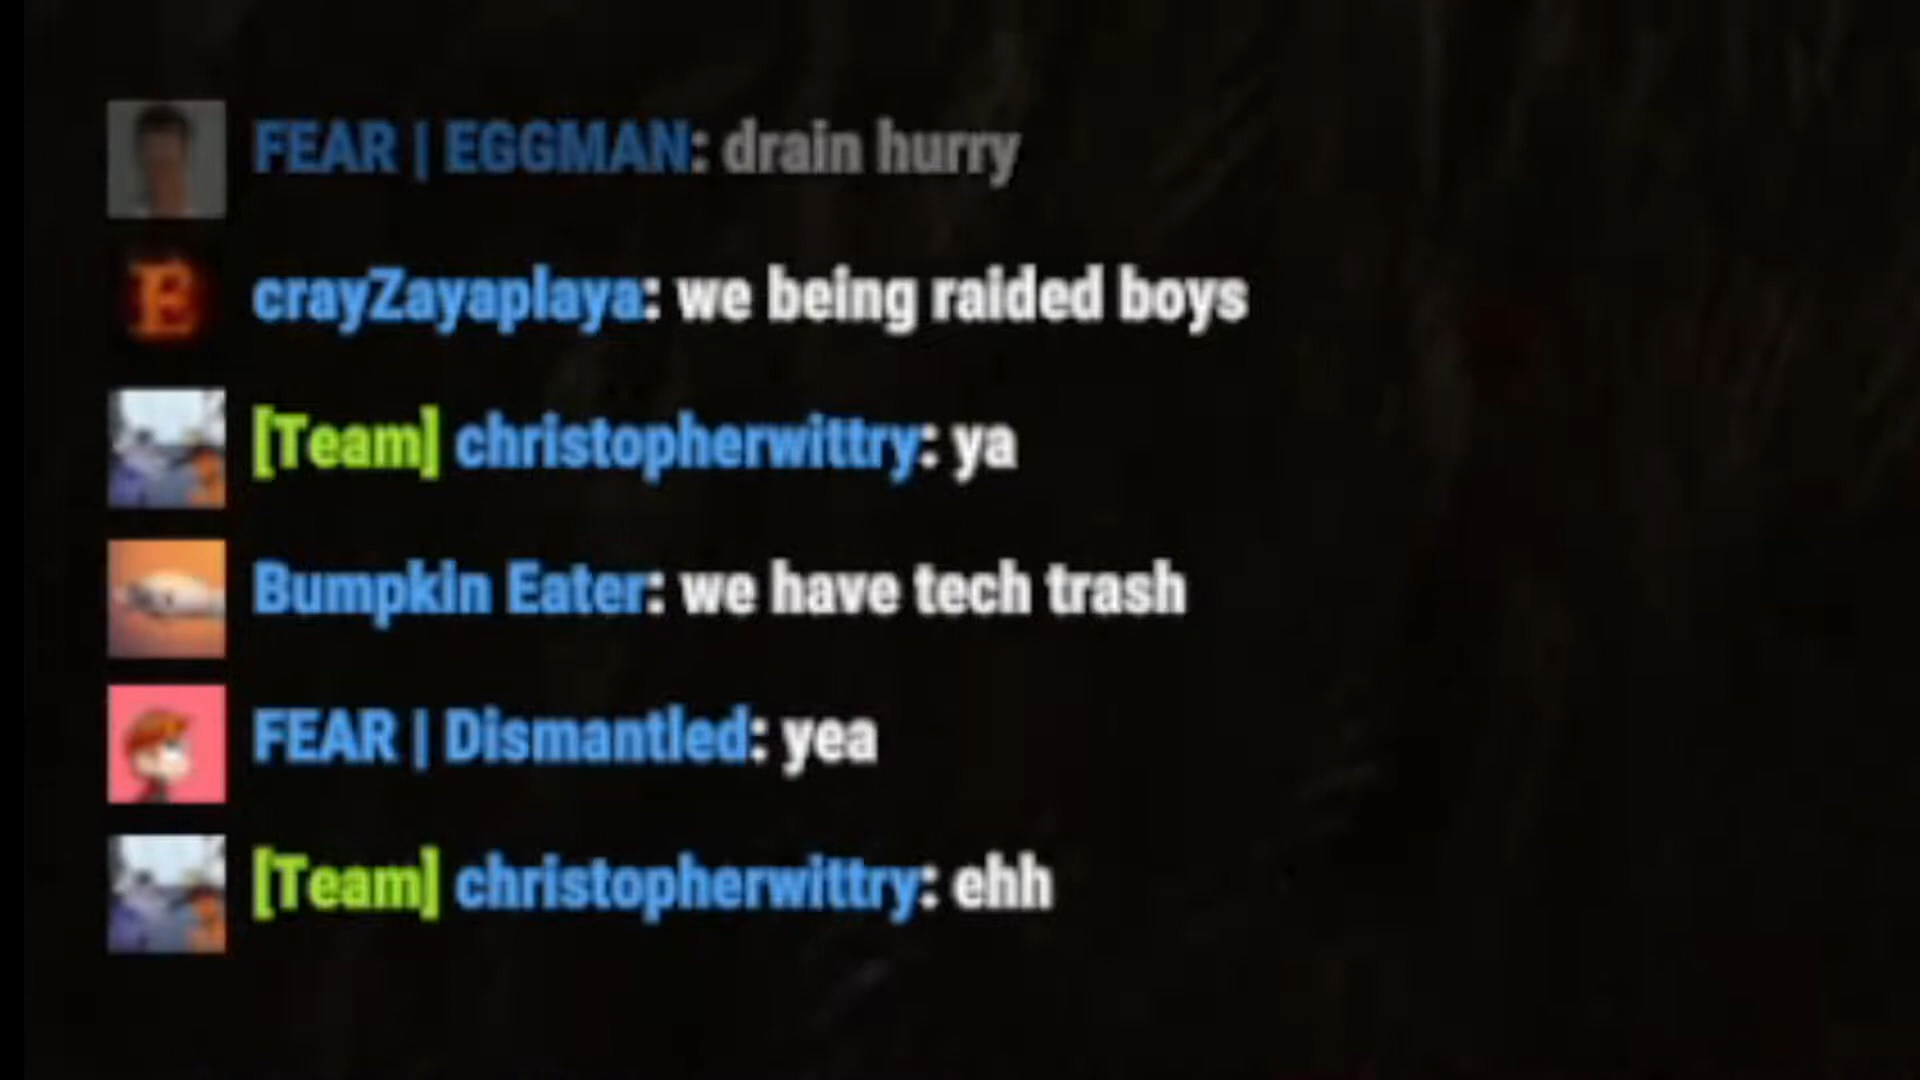 FEAR | EGGMAN: drain hurry
crayZayaplaya: we being raided boys
[Team] christopherwittry: ya
Bumpkin Eater: we have tech trash
FEAR | Dismantled: yea
[Team] christopherwittry: ehh